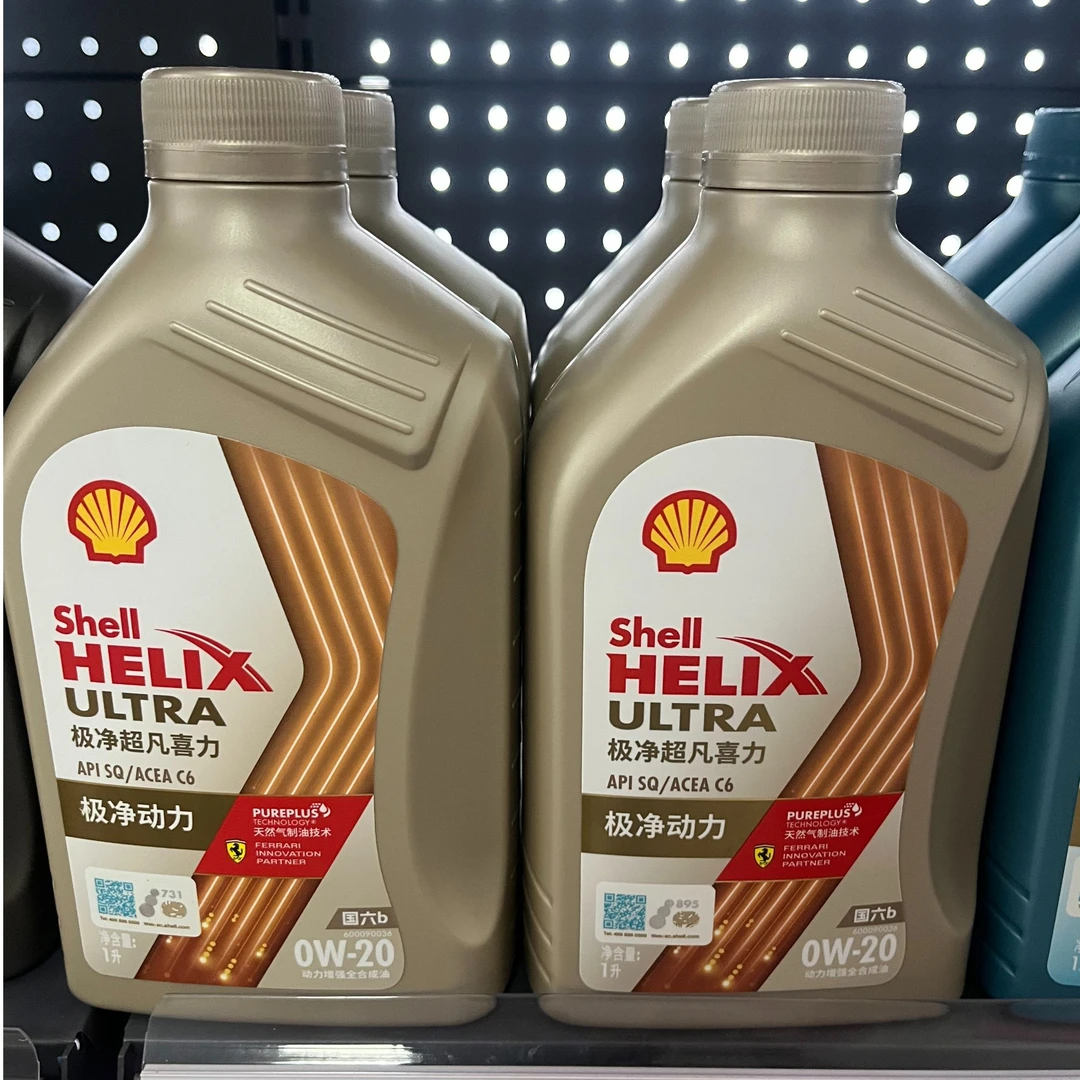 Shell
HELIX
ULTRA
极净超凡喜力
API SQ/ACEA C6
极净动力
PUREPLUS
TECHNOLOGY®
天然气制油技术
FERRARI
INNOVATION
PARTNER
731
国六b
600090036
净含量:
1升
0W-20
动力增强全合成油
Shell
HELIX
ULTRA
极净超凡喜力
API SQ/ACEA C6
极净动力
PUREPLUS
TECHNOLOGY®
天然气制油技术
FERRARI
INNOVATION
PARTNER
895
国六b
600090036
净含量:
1升
0W-20
动力增强全合成油